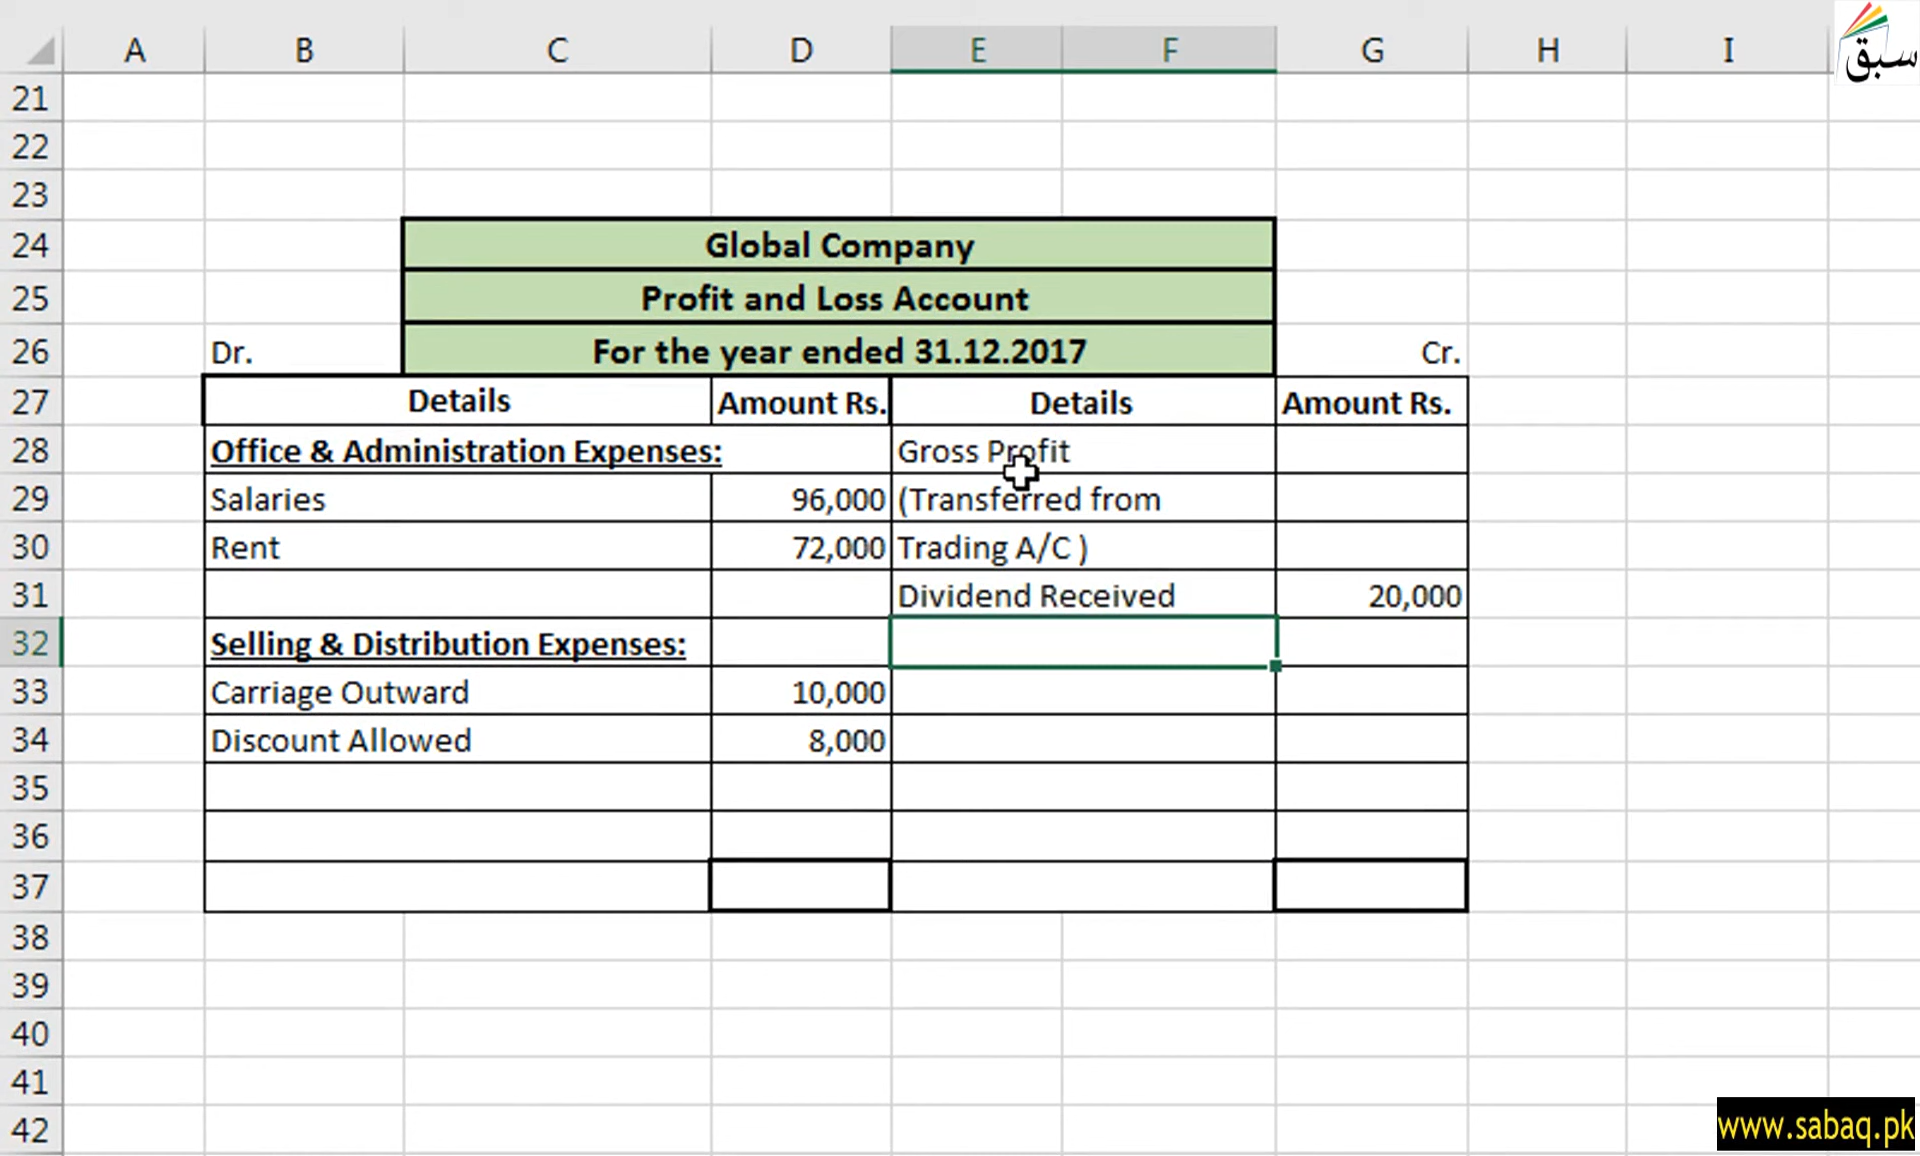 سبق
A B C D E F G H I
21
22
23
24 Global Company
25 Profit and Loss Account
26 Dr. For the year ended 31.12.2017 Cr.
27 Details Amount Rs. Details Amount Rs.
28 Office & Administration Expenses: Gross Profit
29 Salaries 96,000 (Transferred from
30 Rent 72,000 Trading A/C )
31 Dividend Received 20,000
32 Selling & Distribution Expenses:
33 Carriage Outward 10,000
34 Discount Allowed 8,000
35
36
37
38
39
40
41
42
www.sabaq.pk